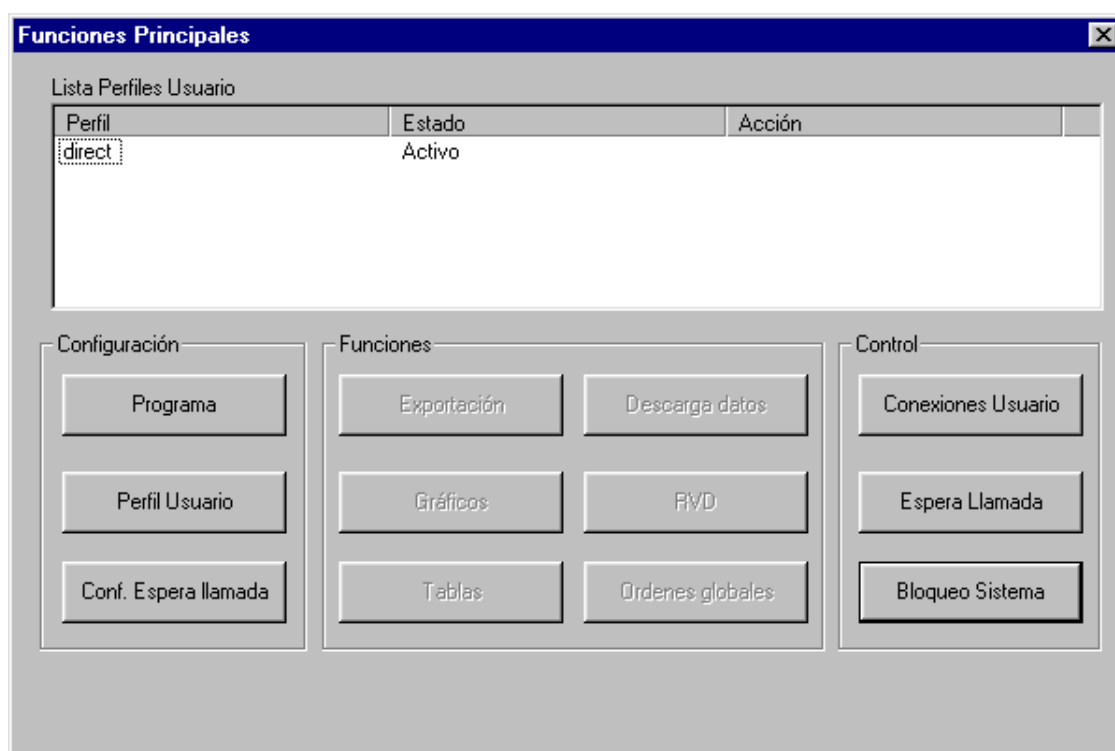 Funciones Principales
Lista Perfiles Usuario
Perfil Estado Acción
direct Activo
Configuración Funciones Control
Programa Exportación Descarga datos Conexiones Usuario
Perfil Usuario Gráficos RVD Espera Llamada
Conf. Espera llamada Tablas Ordenes globales Bloqueo Sistema